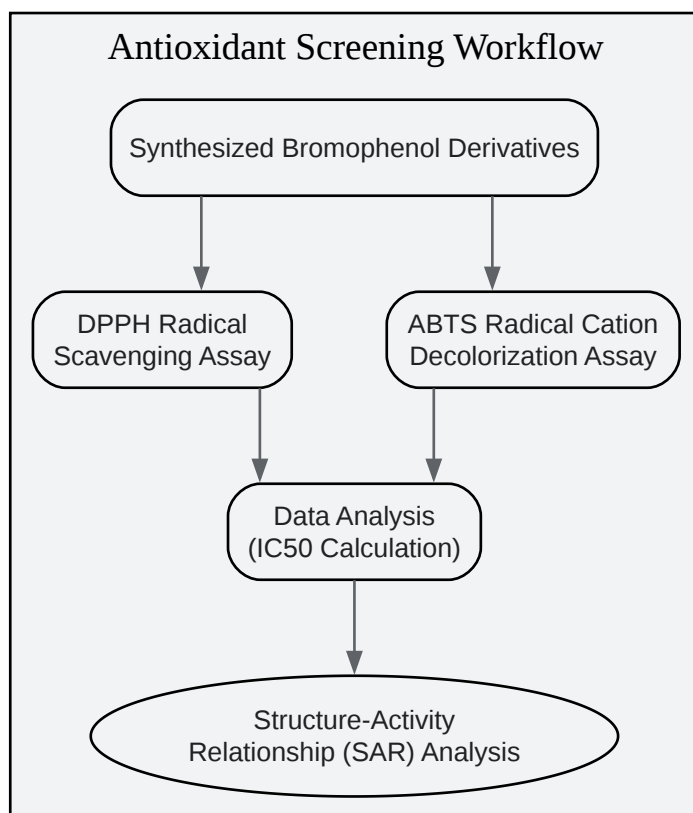 Antioxidant Screening Workflow
Synthesized Bromophenol Derivatives
DPPH Radical
Scavenging Assay
ABTS Radical Cation
Decolorization Assay
Data Analysis
(IC50 Calculation)
Structure-Activity
Relationship (SAR) Analysis